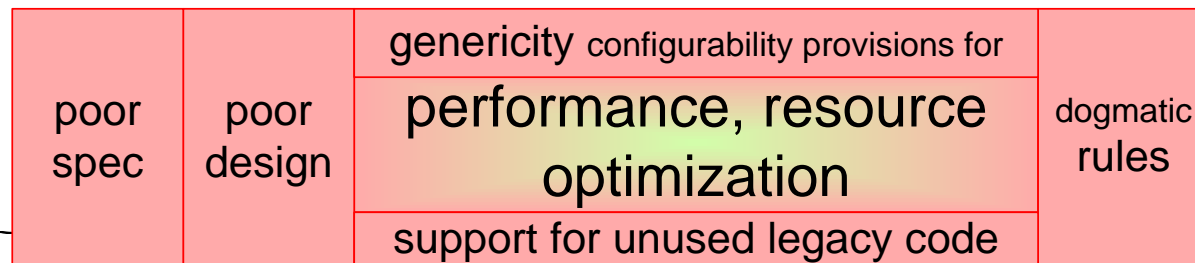 poor
spec
poor
design
genericity configurability provisions for
performance, resource
optimization
support for unused legacy code
dogmatic
rules